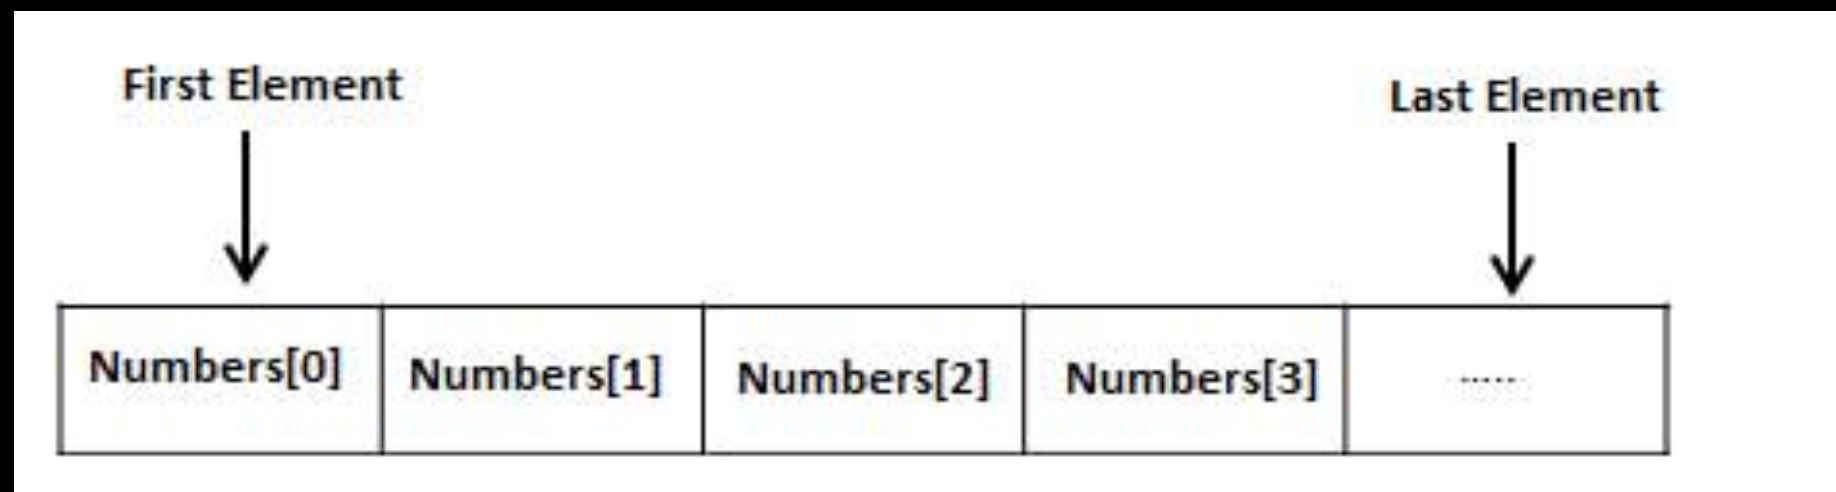 First Element
Last Element
Numbers[0] Numbers[1] Numbers[2] Numbers[3] .....